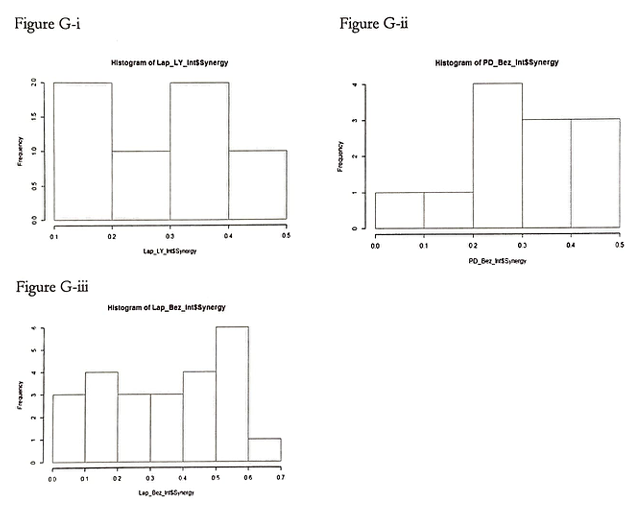 Figure G-i
Histogram of Lap_LY_Int$Synergy
Frequency
2.0
1.5
1.0
0.5
0.0
0.1 0.2 0.3 0.4 0.5
Lap_LY_Int$Synergy
Figure G-ii
Histogram of PD_Bez_Int$Synergy
Frequency
4
3
2
1
0
0.0 0.1 0.2 0.3 0.4 0.5
PD_Bez_Int$Synergy
Figure G-iii
Histogram of Lap_Bez_Int$Synergy
Frequency
6
5
4
3
2
1
0
0.0 0.1 0.2 0.3 0.4 0.5 0.6 0.7
Lap_Bez_Int$Synergy